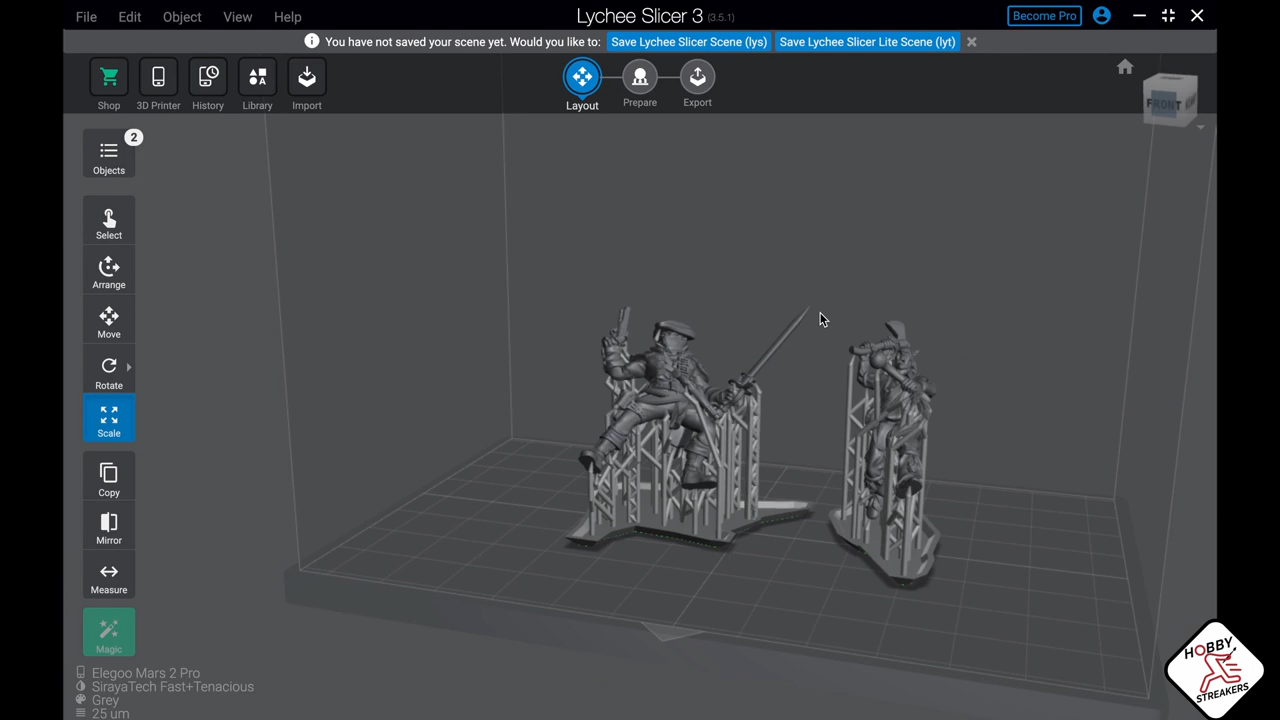 File Edit Object View Help
Lychee Slicer 3 (3.5.1)
Become Pro
You have not saved your scene yet. Would you like to: Save Lychee Slicer Scene (lys) Save Lychee Slicer Lite Scene (lyt)
Shop 3D Printer History Library Import
Layout Prepare Export
FRONT
2
Objects
Select
Arrange
Move
Rotate
Scale
Copy
Mirror
Measure
Magic
Elegoo Mars 2 Pro
SirayaTech Fast+Tenacious
Grey
25 um
HOBBY
STREAKERS